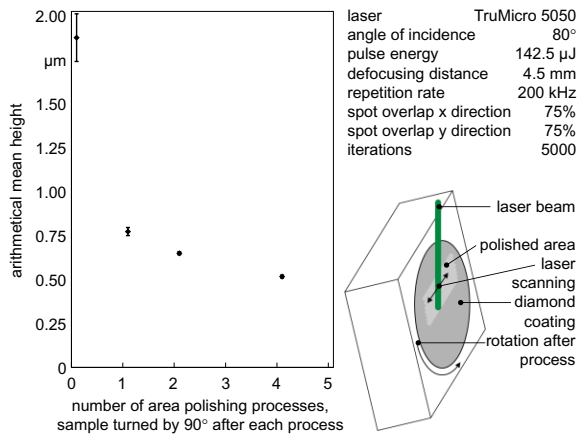 2.00
µm
1.50
1.25
1.00
0.75
0.50
0.25
0
arithmetical mean height
0 1 2 3 4 5
number of area polishing processes,
sample turned by 90° after each process
laser TruMicro 5050
angle of incidence 80°
pulse energy 142.5 µJ
defocusing distance 4.5 mm
repetition rate 200 kHz
spot overlap x direction 75%
spot overlap y direction 75%
iterations 5000
laser beam
polished area
laser
scanning
diamond
coating
rotation after
process